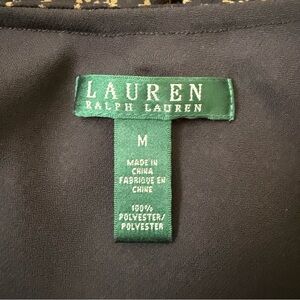 LAUREN
RALPH LAUREN
M
MADE IN
CHINA
FABRIQUE EN
CHINE
100%
POLYESTER/
POLYESTER